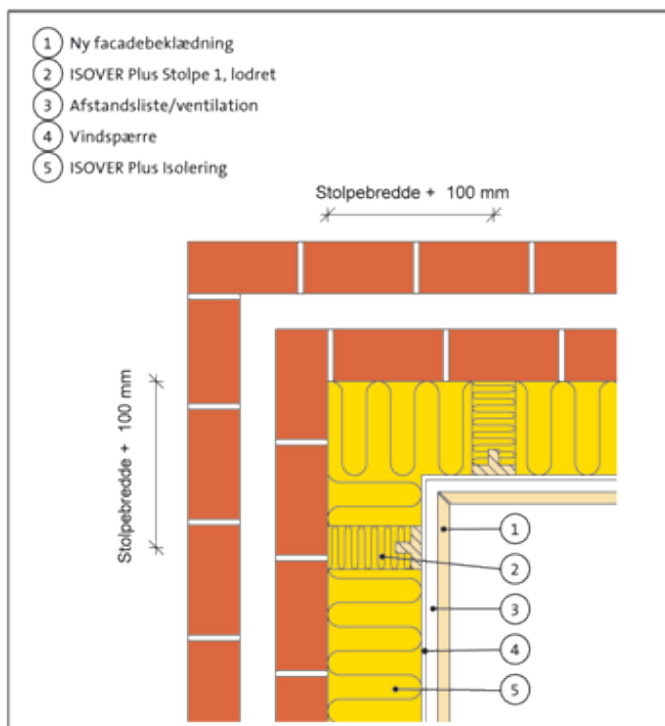 1 Ny facadebeklædning
2 ISOVER Plus Stolpe 1, lodret
3 Afstandsliste/ventilation
4 Vindspærre
5 ISOVER Plus Isolering
Stolpebredde + 100 mm
Stolpebredde + 100 mm
1
2
3
4
5